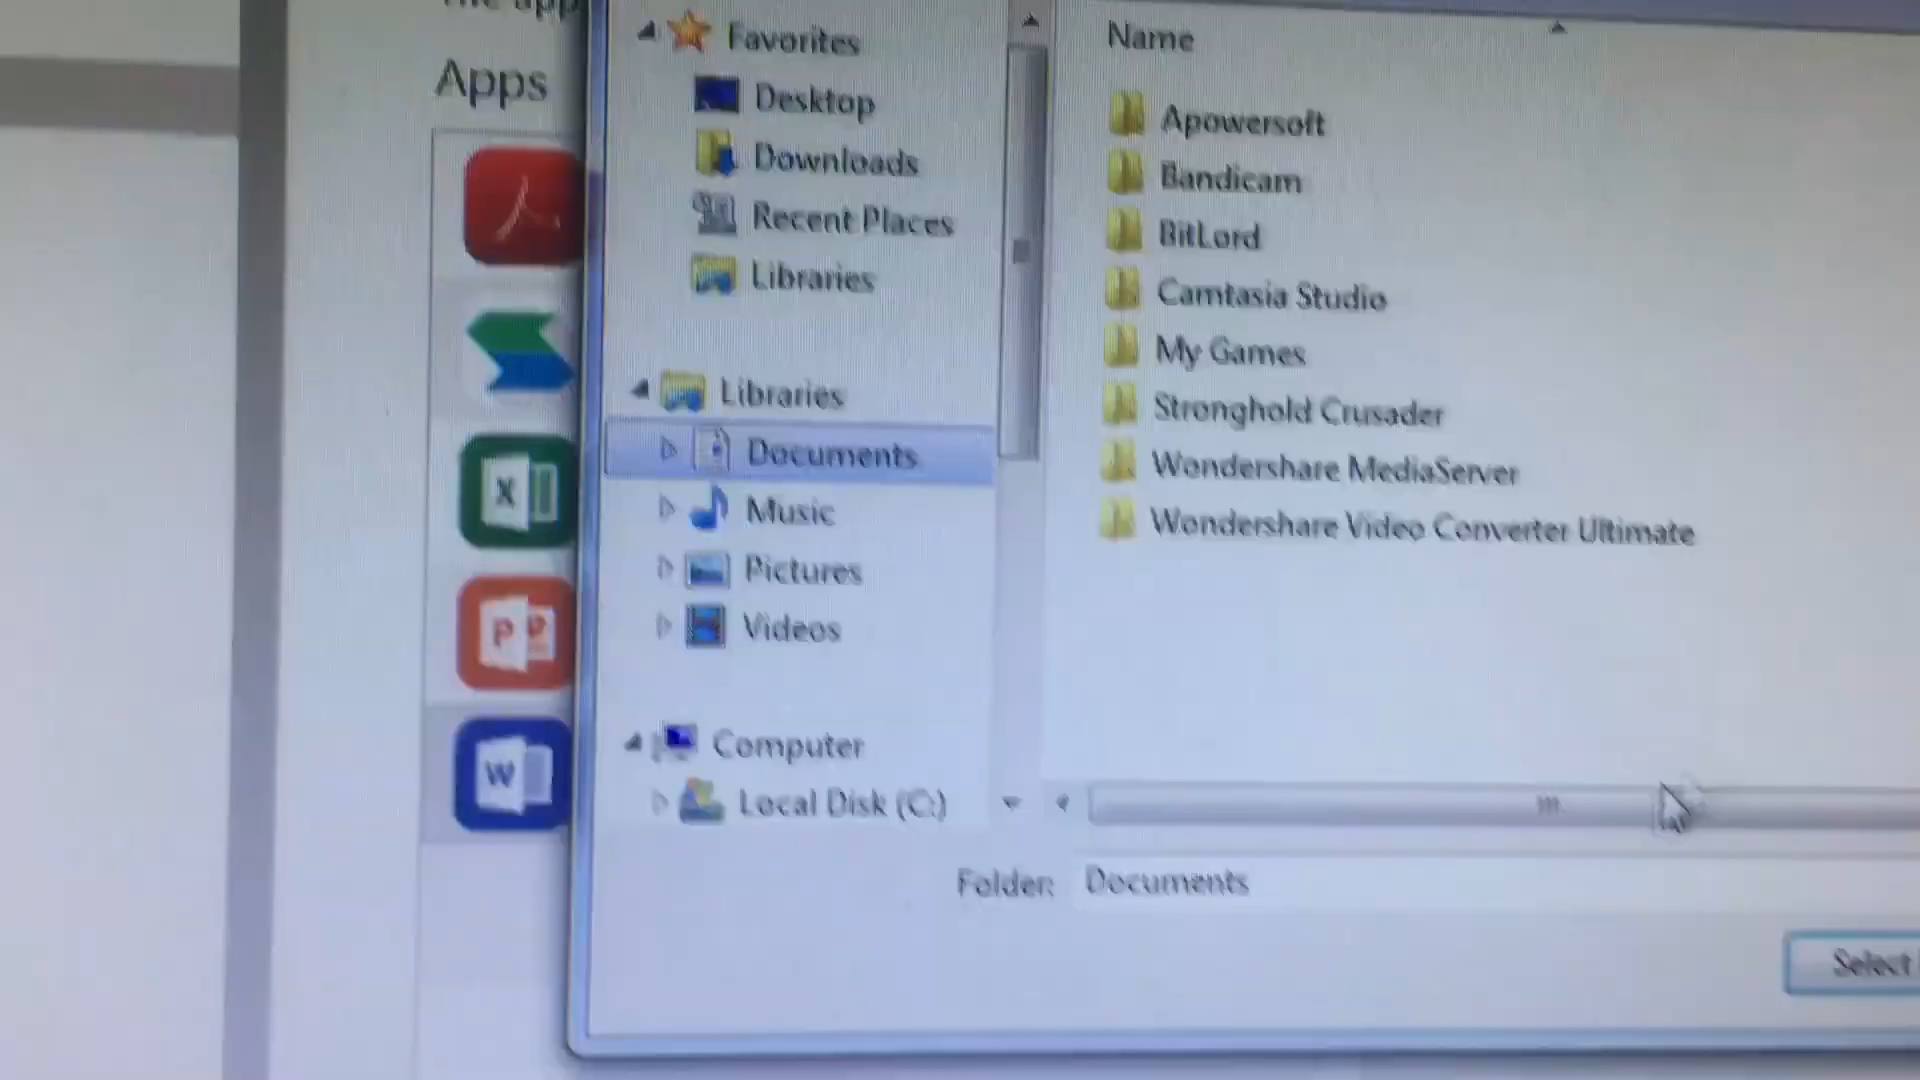 Apps
Favorites
Desktop
Downloads
Recent Places
Libraries
Libraries
Documents
Music
Pictures
Videos
Computer
Local Disk (C:)
Name
Apowersoft
Bandicam
BitLord
Camtasia Studio
My Games
Stronghold Crusader
Wondershare MediaServer
Wondershare Video Converter Ultimate
Folder: Documents
Select